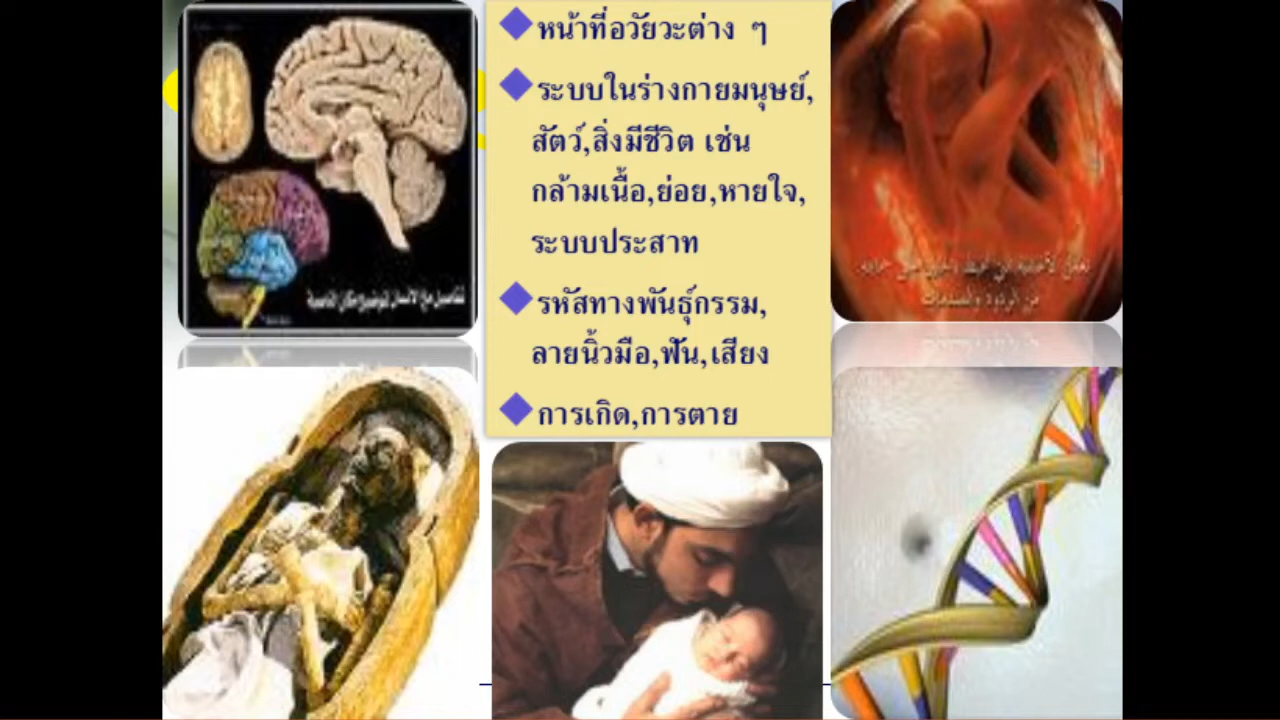 ◆หน้าที่อวัยวะต่าง ๆ
◆ระบบในร่างกายมนุษย์,
สัตว์,สิ่งมีชีวิต เช่น
กล้ามเนื้อ,ย่อย,หายใจ,
ระบบประสาท
◆รหัสทางพันธุ์กรรม,
ลายนิ้วมือ,ฟัน,เสียง
◆การเกิด,การตาย